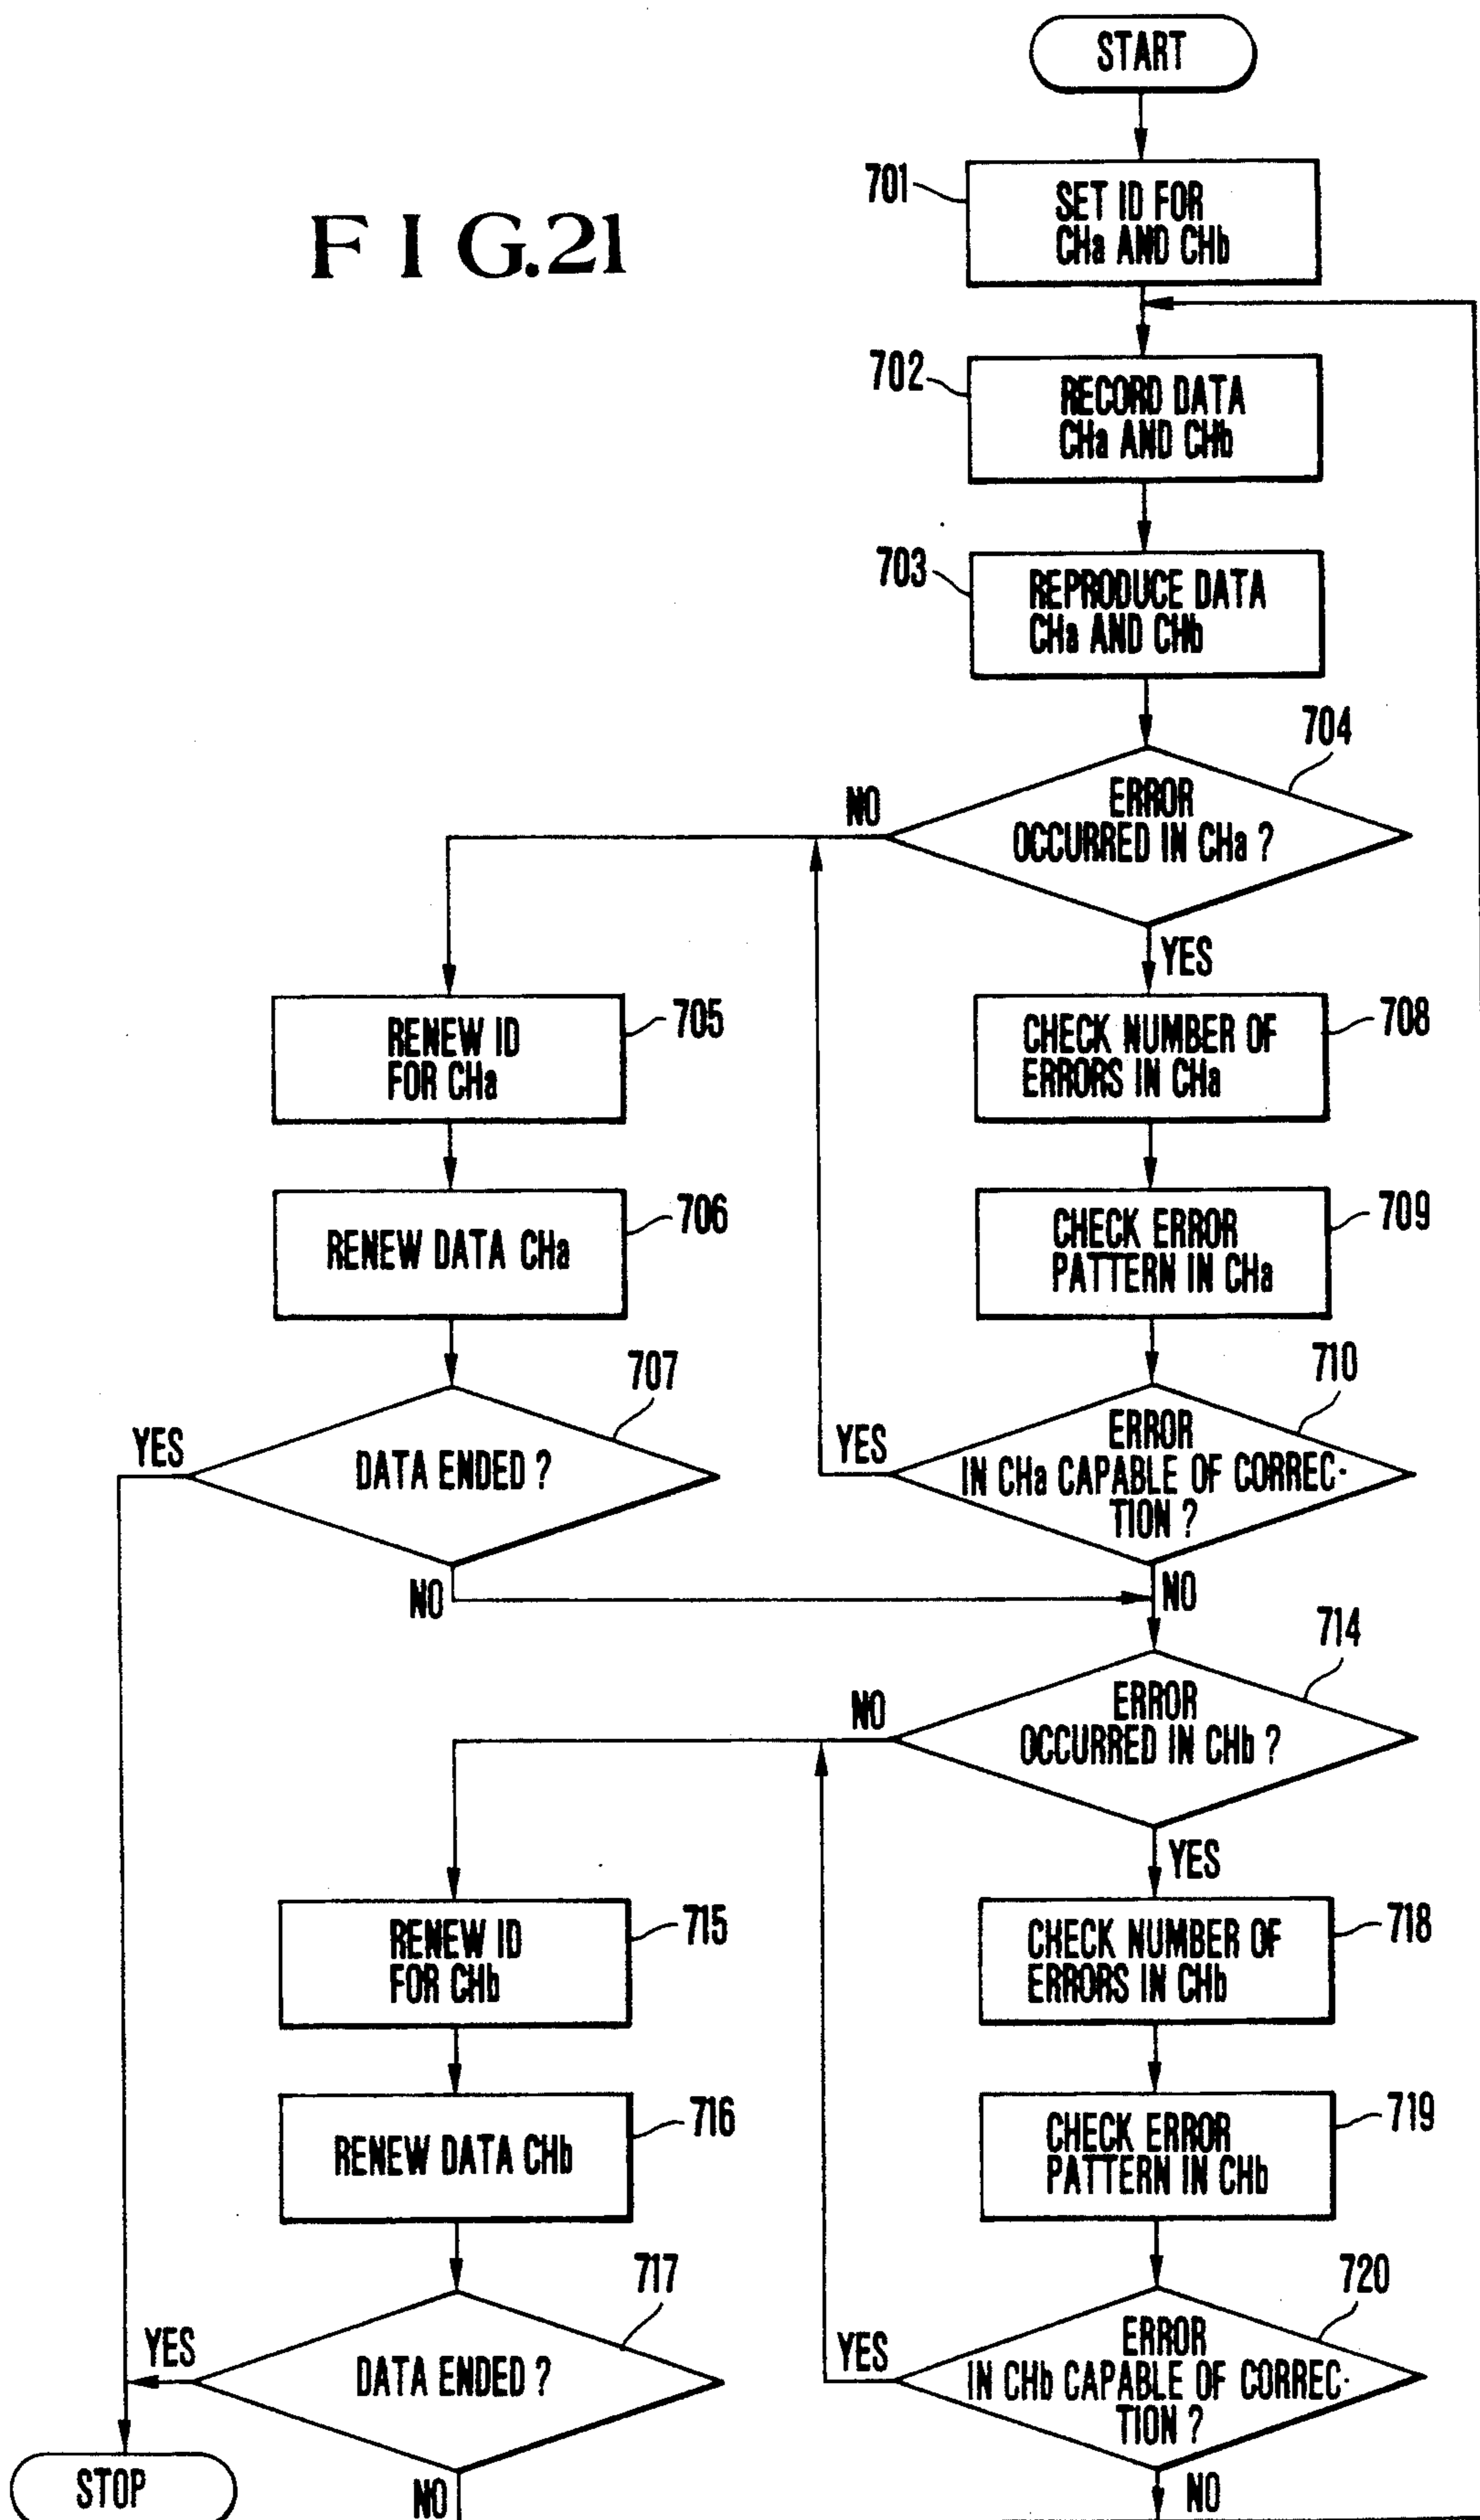 START
FIG.21
701
SET ID FOR
CHa AND CHb
702
RECORD DATA
CHa AND CHb
703
REPRODUCE DATA
CHa AND CHb
704
ERROR
OCCURRED IN CHa ?
NO
YES
705
RENEW ID
FOR CHa
708
CHECK NUMBER OF
ERRORS IN CHa
706
RENEW DATA CHa
709
CHECK ERROR
PATTERN IN CHa
707
DATA ENDED ?
YES
NO
710
ERROR
IN CHa CAPABLE OF CORREC-
TION ?
YES
NO
714
ERROR
OCCURRED IN CHb ?
NO
YES
715
RENEW ID
FOR CHb
718
CHECK NUMBER OF
ERRORS IN CHb
716
RENEW DATA CHb
719
CHECK ERROR
PATTERN IN CHb
717
DATA ENDED ?
YES
NO
720
ERROR
IN CHb CAPABLE OF CORREC-
TION ?
YES
NO
STOP